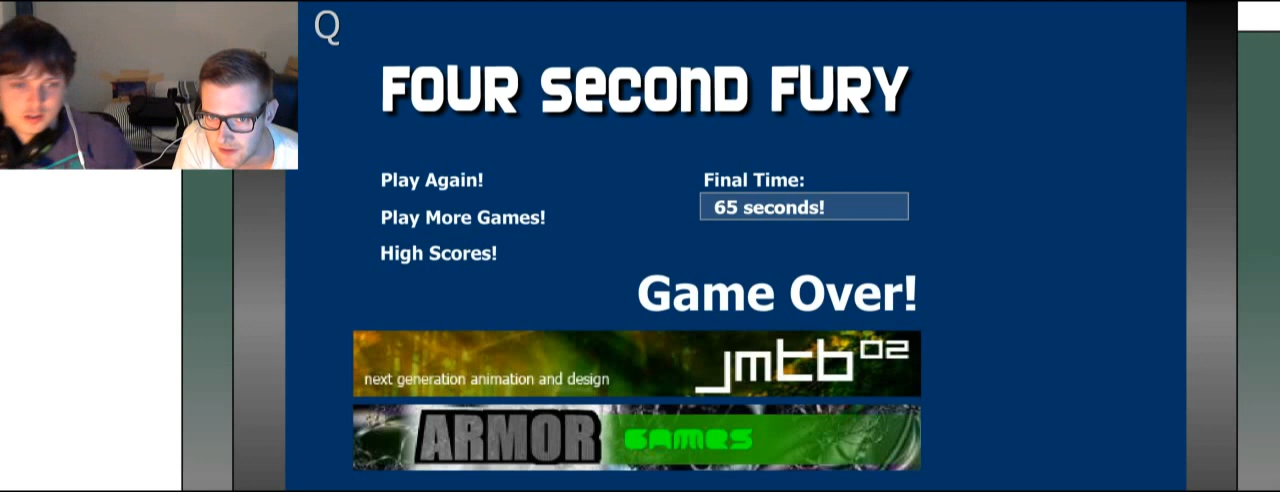 Q
FOUR SECOND FURY
Play Again!
Play More Games!
High Scores!
Final Time:
65 seconds!
Game Over!
next generation animation and design
jmtb02
ARMOR GAMES